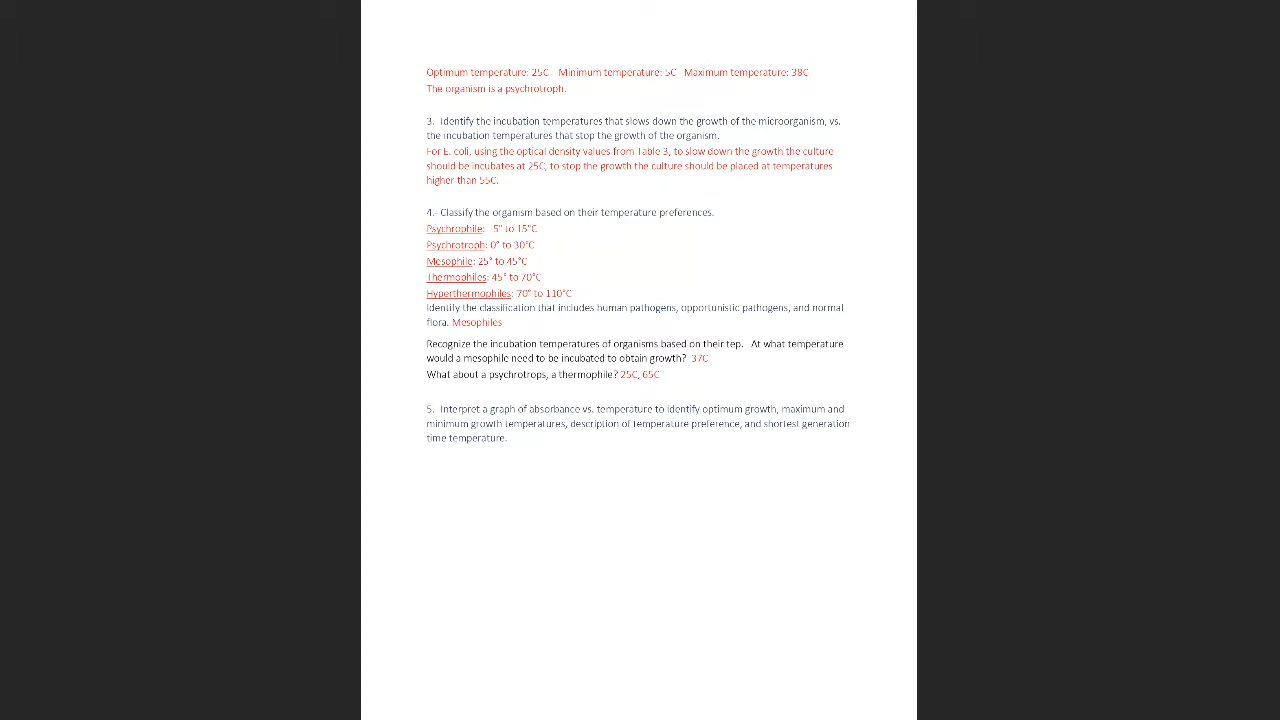 Optimum temperature: 25C Minimum temperature: 5C Maximum temperature: 38C
The organism is a psychrotroph.
3. Identify the incubation temperatures that slows down the growth of the microorganism, vs.
the incubation temperatures that stop the growth of the organism.
For E. coli, using the optical density values from Table 3, to slow down the growth the culture
should be incubates at 25C, to stop the growth the culture should be placed at temperatures
higher than 55C.
4.- Classify the organism based on their temperature preferences.
Psychrophile: 5° to 15°C
Psychrotroph: 0° to 30°C
Mesophile: 25° to 45°C
Thermophiles: 45° to 70°C
Hyperthermophiles: 70° to 110°C
Identify the classification that includes human pathogens, opportunistic pathogens, and normal
flora. Mesophiles
Recognize the incubation temperatures of organisms based on their tep. At what temperature
would a mesophile need to be incubated to obtain growth? 37C
What about a psychrotrops, a thermophile? 25C, 65C
5. Interpret a graph of absorbance vs. temperature to identify optimum growth, maximum and
minimum growth temperatures, description of temperature preference, and shortest generation
time temperature.